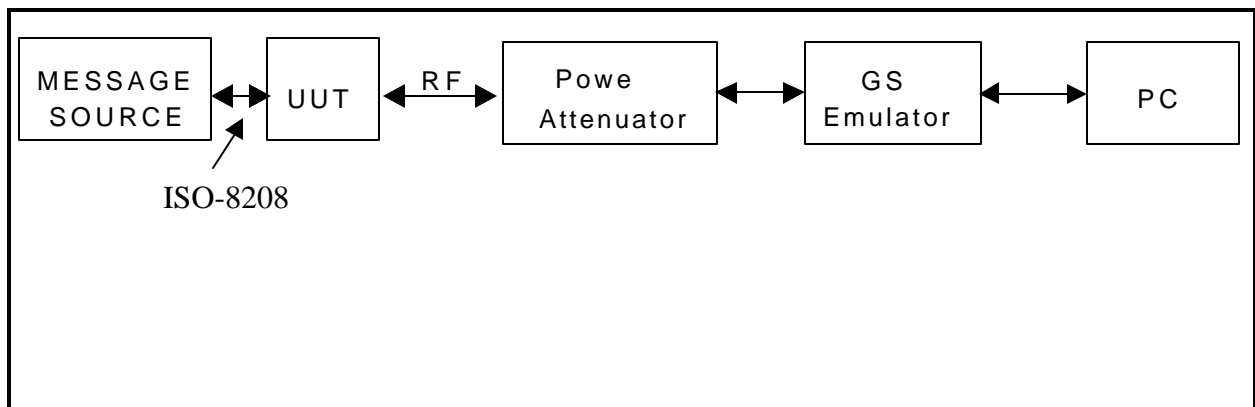 MESSAGE
SOURCE
UUT
RF
Powe
Attenuator
GS
Emulator
PC
ISO-8208